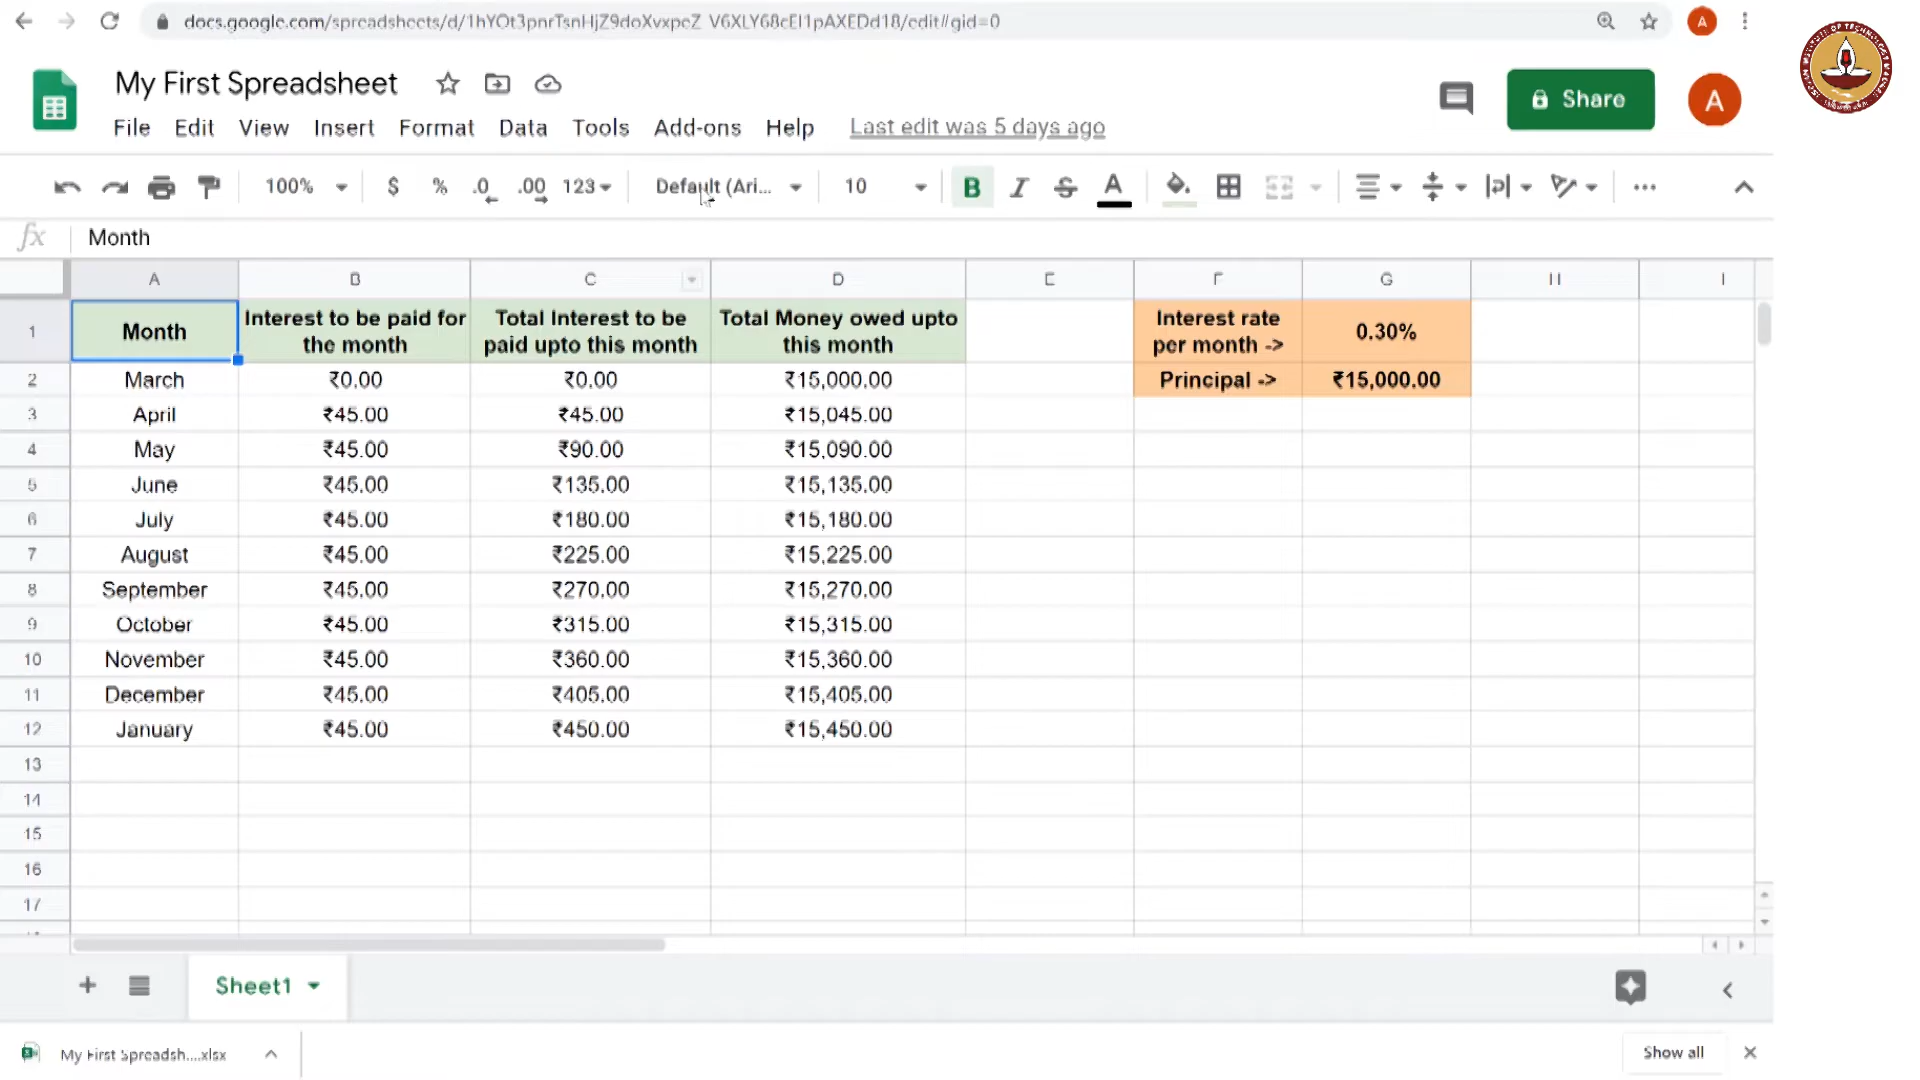 docs.google.com/spreadsheets/d/1hYOt3pnrTsnHjZ9doXvxpcZ V6XLY68cEl1pAXEDd18/edit#gid=0
A
My First Spreadsheet
Share
A
File Edit View Insert Format Data Tools Add-ons Help Last edit was 5 days ago
100% $ % .0 .00 123 Default (Ari... 10 B I S A
fx Month
A B C D E F G H I
1 Month Interest to be paid for the month Total Interest to be paid upto this month Total Money owed upto this month Interest rate per month -> 0.30%
2 March ₹0.00 ₹0.00 ₹15,000.00 Principal -> ₹15,000.00
3 April ₹45.00 ₹45.00 ₹15,045.00
4 May ₹45.00 ₹90.00 ₹15,090.00
5 June ₹45.00 ₹135.00 ₹15,135.00
6 July ₹45.00 ₹180.00 ₹15,180.00
7 August ₹45.00 ₹225.00 ₹15,225.00
8 September ₹45.00 ₹270.00 ₹15,270.00
9 October ₹45.00 ₹315.00 ₹15,315.00
10 November ₹45.00 ₹360.00 ₹15,360.00
11 December ₹45.00 ₹405.00 ₹15,405.00
12 January ₹45.00 ₹450.00 ₹15,450.00
13
14
15
16
17
Sheet1
My First Spreadsh....xlsx
Show all